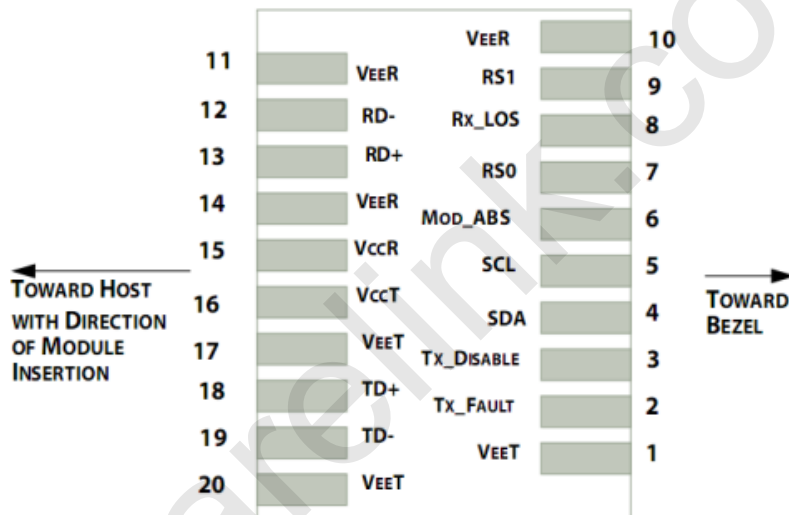 11 VEER
12 RD-
13 RD+
14 VEER
15 VCCR
16 VCCT
17 VEET
18 TD+
19 TD-
20 VEET
VEER 10
RS1 9
RX_LOS 8
RS0 7
MOD_ABS 6
SCL 5
SDA 4
TX_DISABLE 3
TX_FAULT 2
VEET 1
TOWARD HOST
WITH DIRECTION
OF MODULE
INSERTION
TOWARD
BEZEL
arelink.co